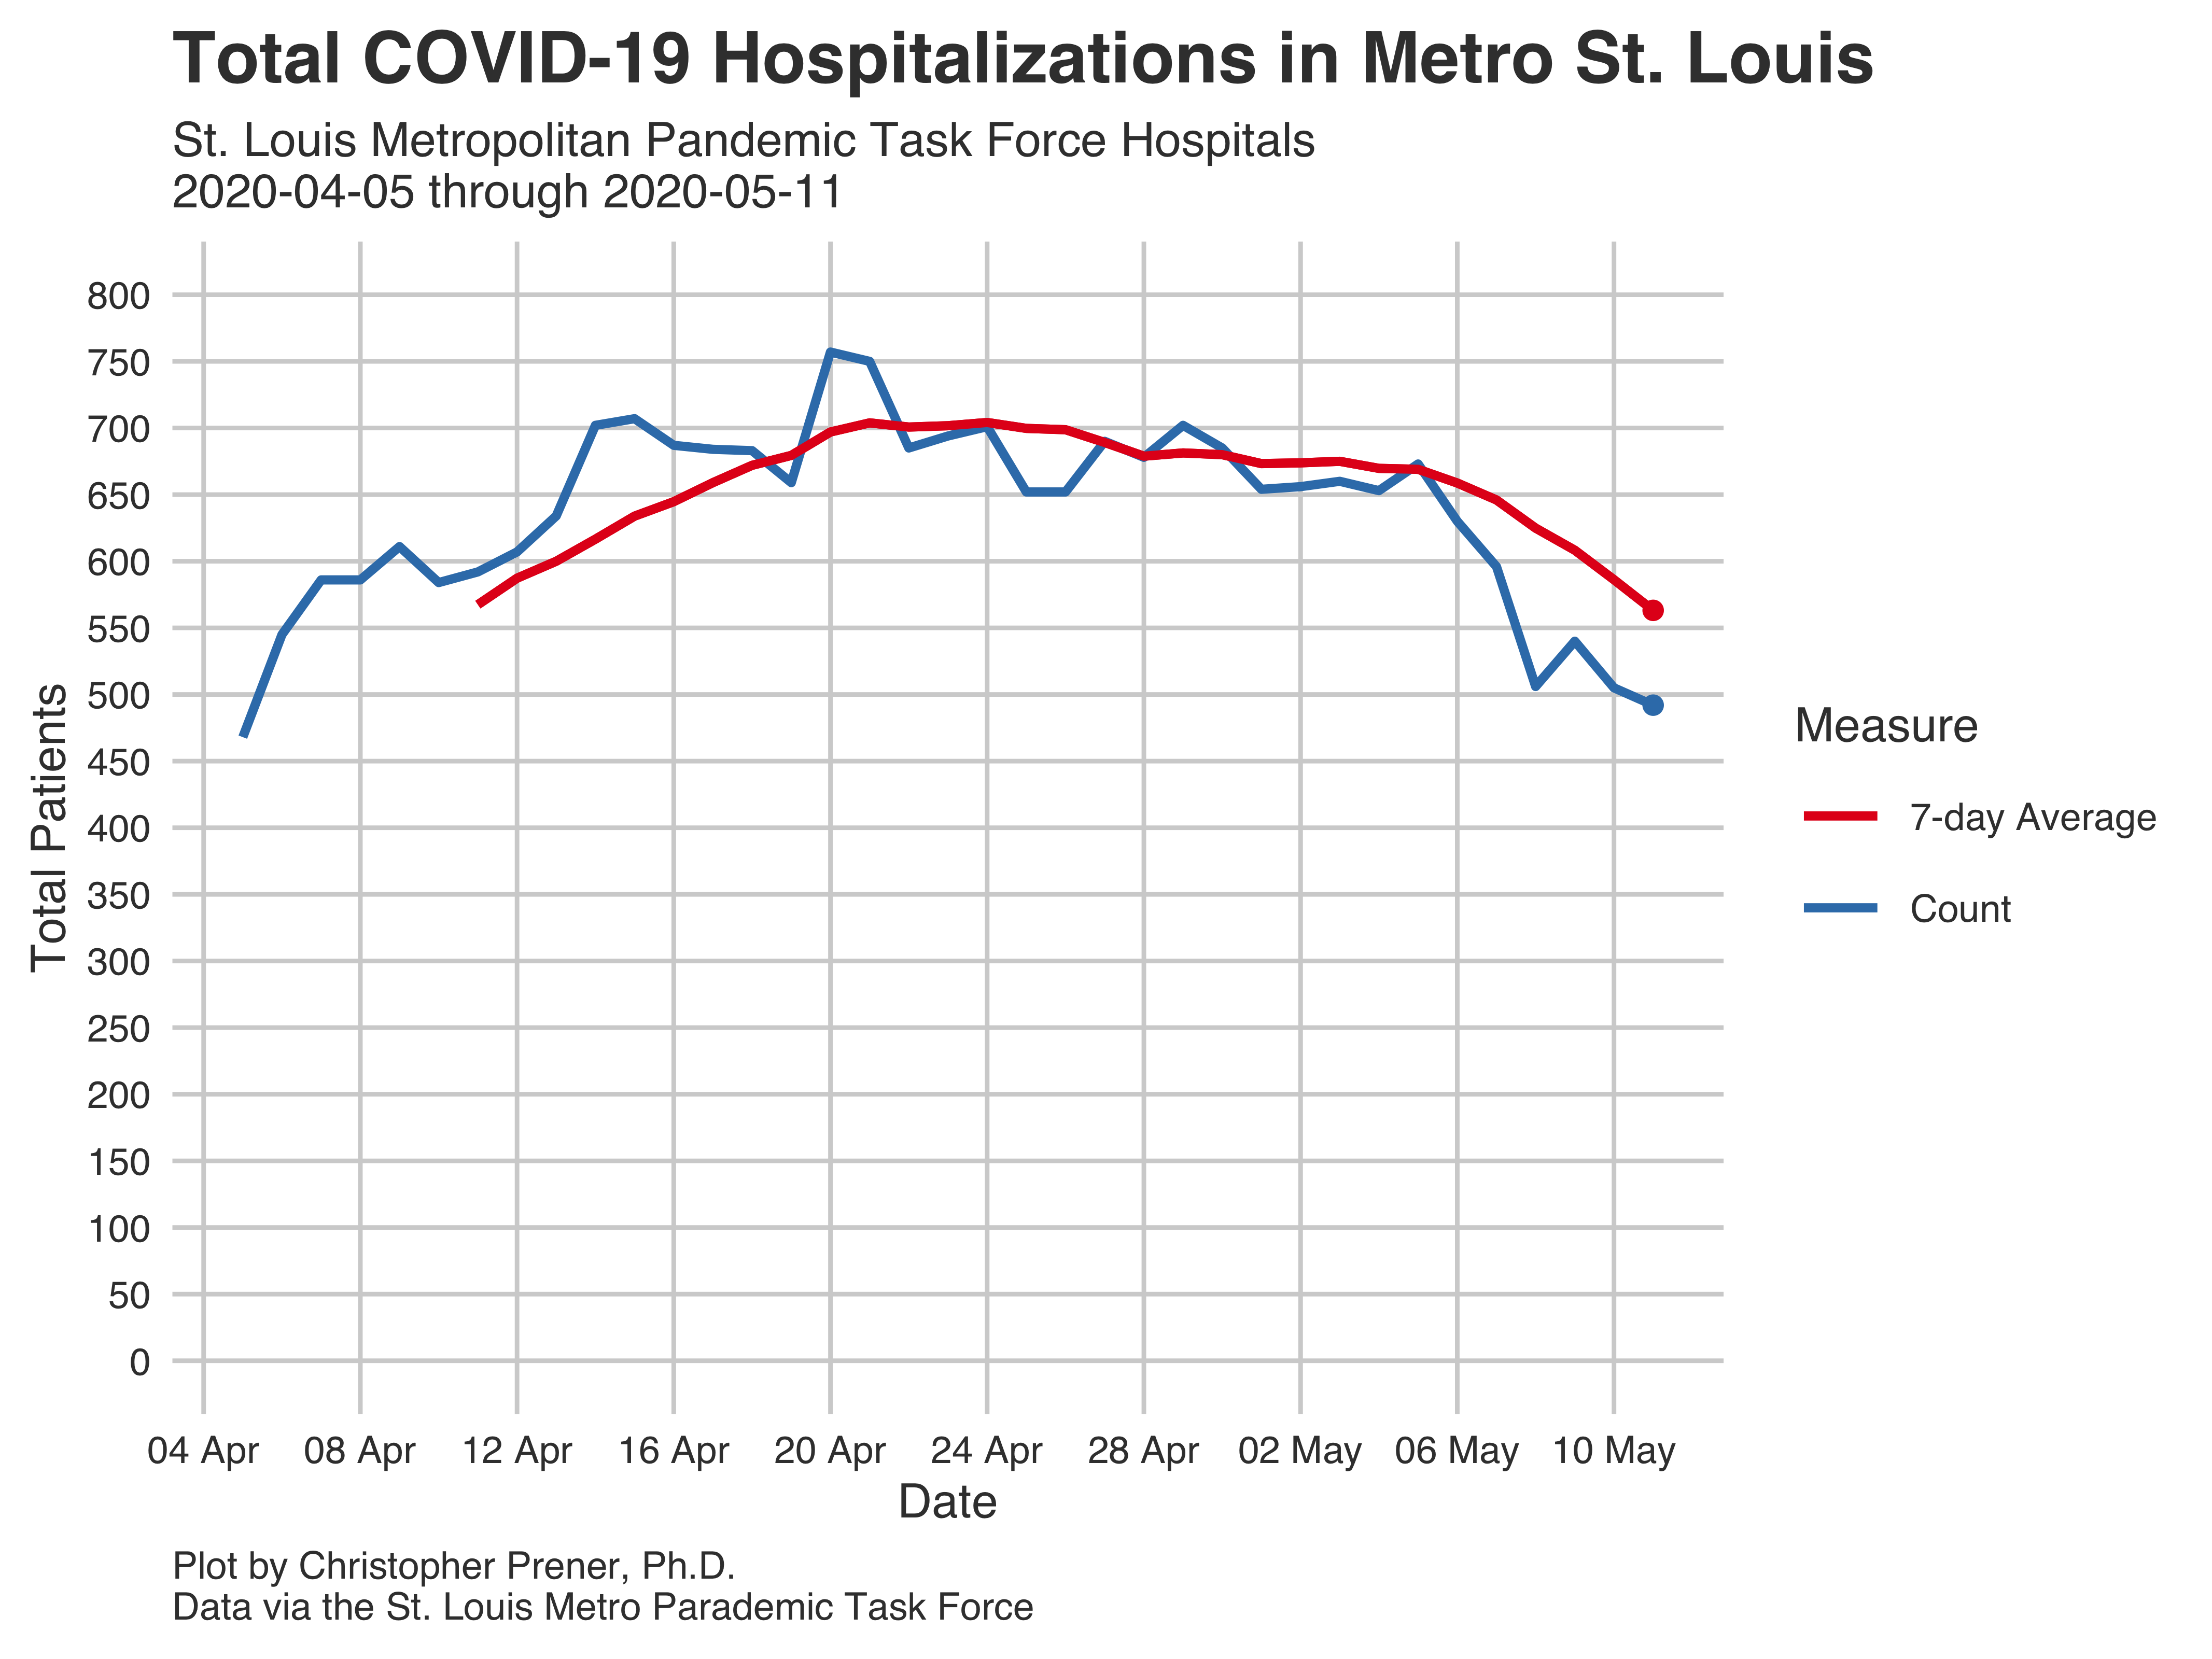 Total COVID-19 Hospitalizations in Metro St. Louis
St. Louis Metropolitan Pandemic Task Force Hospitals
2020-04-05 through 2020-05-11
800
750
700
650
600
550
500
450
400
350
300
250
200
150
100
50
0
Total Patients
04 Apr 08 Apr 12 Apr 16 Apr 20 Apr 24 Apr 28 Apr 02 May 06 May 10 May
Date
Measure
7-day Average
Count
Plot by Christopher Prener, Ph.D.
Data via the St. Louis Metro Parademic Task Force